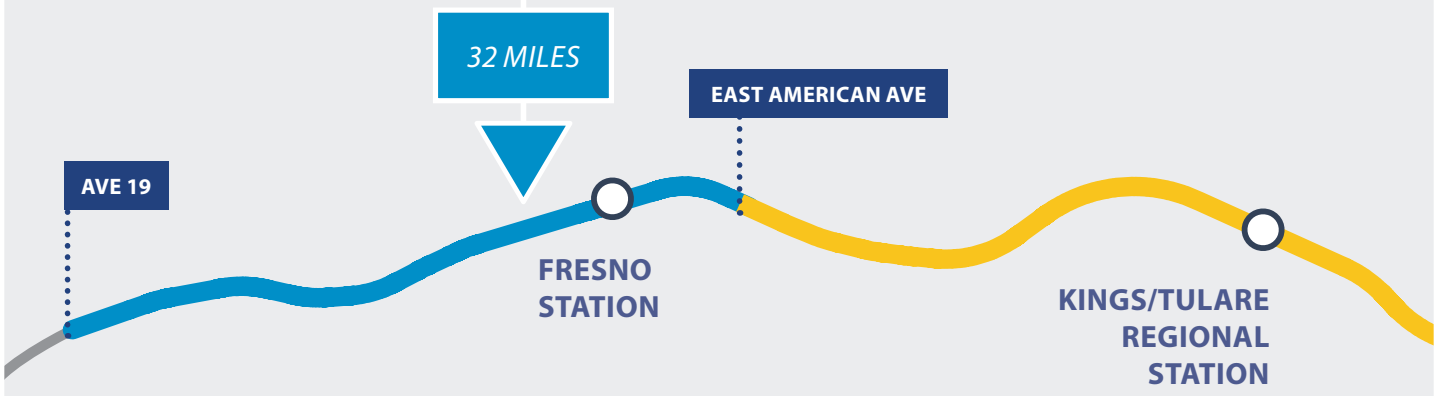 32 MILES
EAST AMERICAN AVE
AVE 19
FRESNO
STATION
KINGS/TULARE
REGIONAL
STATION